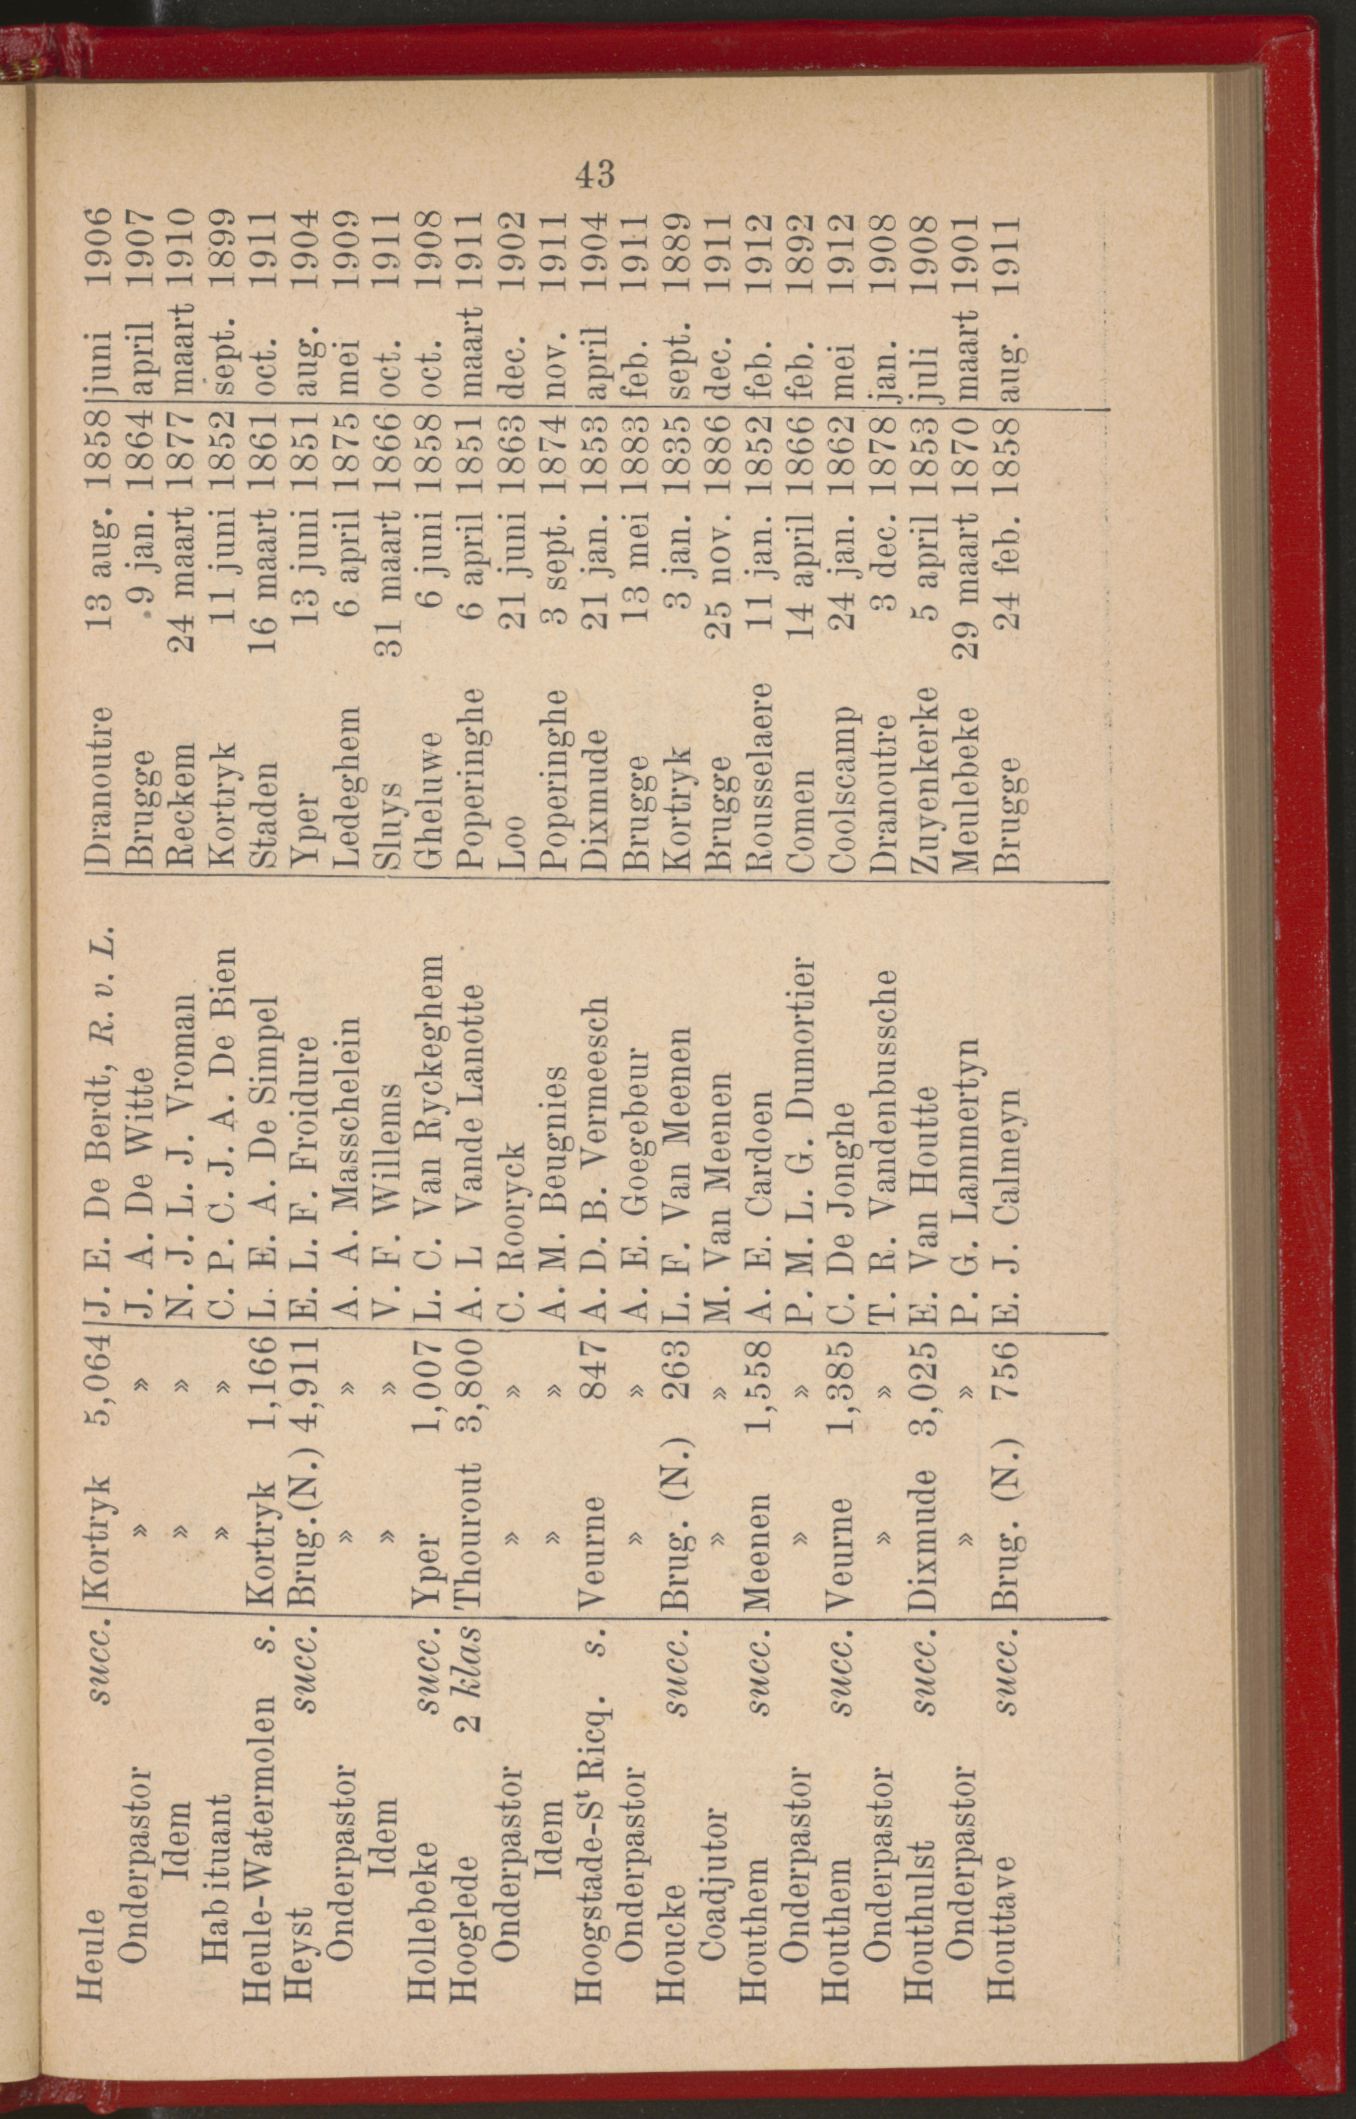 43
Heule succ. Kortryk 5,064 J. E. De Berdt, R. v. L. Dranoutre 13 aug. 1858 juni 1906
Onderpastor » » J. A. De Witte Brugge 9 jan. 1864 april 1907
Idem » » N. J. L. J. Vroman Reckem 24 maart 1877 maart 1910
Habituant » » C. P. C. J. A. De Bien Kortryk 11 juni 1852 sept. 1899
Heule-Watermolen s. Kortryk 1,166 L. E. A. De Simpel Staden 16 maart 1861 oct. 1911
Heyst succ. Brug. (N.) 4,911 E. L. F. Froidure Yper 13 juni 1851 aug. 1904
Onderpastor » » A. A. Masschelein Ledeghem 6 april 1875 mei 1909
Idem » » V. F. Willems Sluys 31 maart 1866 oct. 1911
Hollebeke succ. Yper 1,007 L. C. Van Ryckeghem Gheluwe 6 juni 1858 oct. 1908
Hooglede 2 klas Thourout 3,800 A. L Vande Lanotte Poperinghe 6 april 1851 maart 1911
Onderpastor » » C. Rooryck Loo 21 juni 1863 dec. 1902
Idem » » A. M. Beugnies Poperinghe 3 sept. 1874 nov. 1911
Hoogstade-St Ricq. s. Veurne 847 A. D. B. Vermeesch Dixmude 21 jan. 1853 april 1904
Onderpastor » » A. E. Goegebeur Brugge 13 mei 1883 feb. 1911
Houcke succ. Brug. (N.) 263 L. F. Van Meenen Kortryk 3 jan. 1835 sept. 1889
Coadjutor » » M. Van Meenen Brugge 25 nov. 1886 dec. 1911
Houthem succ. Meenen 1,558 A. E. Cardoen Rousselaere 11 jan. 1852 feb. 1912
Onderpastor » » P. M. L. G. Dumortier Comen 14 april 1866 feb. 1892
Houthem succ. Veurne 1,385 C. De Jonghe Coolscamp 24 jan. 1862 mei 1912
Onderpastor » » T. R. Vandenbussche Dranoutre 3 dec. 1878 jan. 1908
Houthulst succ. Dixmude 3,025 E. Van Houtte Zuyenkerke 5 april 1853 juli 1908
Onderpastor » » P. G. Lammertyn Meulebeke 29 maart 1870 maart 1901
Houttave succ. Brug. (N.) 756 E. J. Calmeyn Brugge 24 feb. 1858 aug. 1911